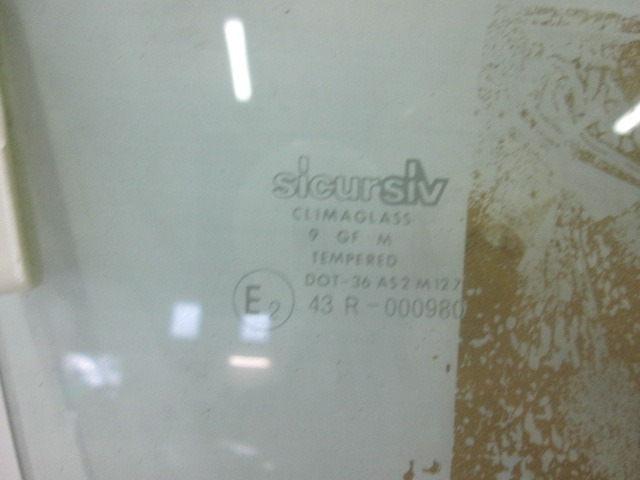 sicursiv
CLIMAGLASS
9 GF M
TEMPERED
DOT-36 AS2 M127
E2 43 R-000980